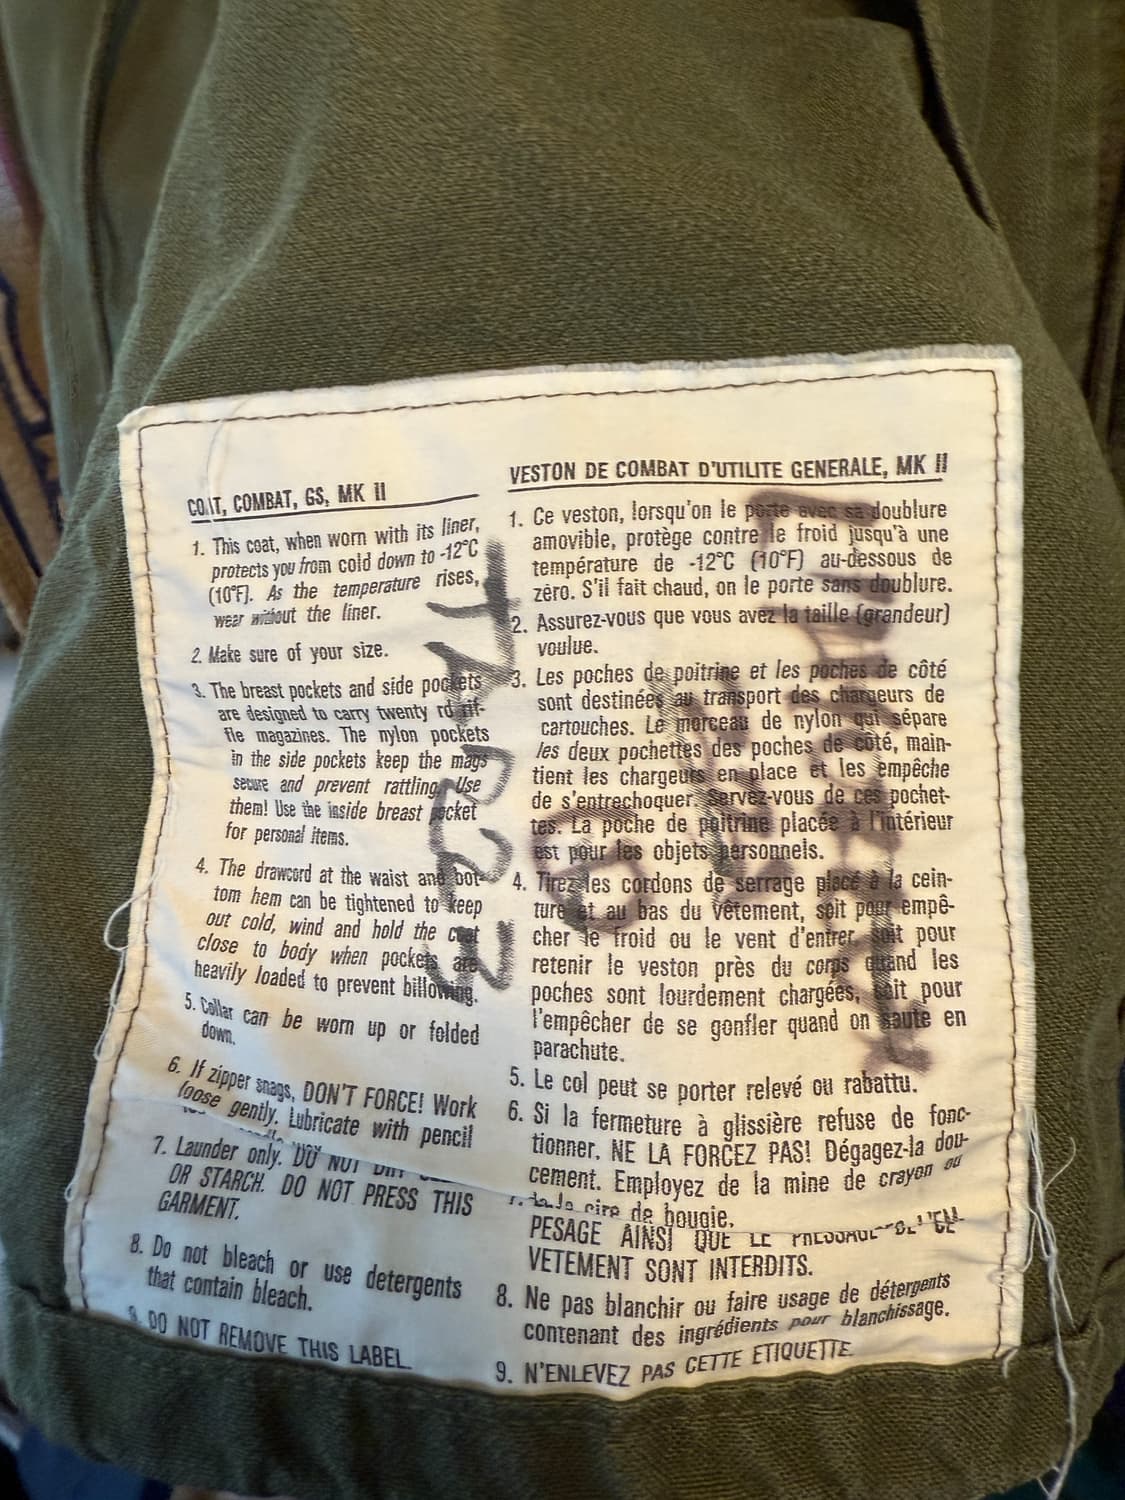 COAT, COMBAT, GS, MK II
1. This coat, when worn with its liner,
protects you from cold down to -12°C
(10°F). As the temperature rises,
wear without the liner.
2. Make sure of your size.
3. The breast pockets and side pockets
are designed to carry twenty rd rif-
fle magazines. The nylon pockets
in the side pockets keep the mags
secure and prevent rattling. Use
them! Use the inside breast pocket
for personal items.
4. The drawcord at the waist and bot-
tom hem can be tightened to keep
out cold, wind and hold the coat
close to body when pockets are
heavily loaded to prevent billowing.
5. Collar can be worn up or folded
down.
6. If zipper snags, DON'T FORCE! Work
loose gently. Lubricate with pencil
7. Launder only. DO NOT DRY
OR STARCH. DO NOT PRESS THIS
GARMENT.
8. Do not bleach or use detergents
that contain bleach.
9. DO NOT REMOVE THIS LABEL.
VESTON DE COMBAT D'UTILITE GENERALE, MK II
1. Ce veston, lorsqu'on le porte avec sa doublure
amovible, protège contre le froid jusqu'à une
température de -12°C (10°F) au-dessous de
zéro. S'il fait chaud, on le porte sans doublure.
2. Assurez-vous que vous avez la taille (grandeur)
voulue.
3. Les poches de poitrine et les poches de côté
sont destinées au transport des chargeurs de
cartouches. Le morceau de nylon qui sépare
les deux pochettes des poches de côté, main-
tient les chargeurs en place et les empêche
de s'entrechoquer. Servez-vous de ces pochet-
tes. La poche de poitrine placée à l'intérieur
est pour les objets personnels.
4. Tirez les cordons de serrage placé à la cein-
ture et au bas du vêtement, soit pour empê-
cher le froid ou le vent d'entrer soit pour
retenir le veston près du corps quand les
poches sont lourdement chargées, soit pour
l'empêcher de se gonfler quand on saute en
parachute.
5. Le col peut se porter relevé ou rabattu.
6. Si la fermeture à glissière refuse de fonc-
tionner, NE LA FORCEZ PAS! Dégagez-la dou-
cement. Employez de la mine de crayon ou
de la cire de bougie.
PESAGE AINSI QUE LE
VETEMENT SONT INTERDITS.
8. Ne pas blanchir ou faire usage de détergents
contenant des ingrédients pour blanchissage.
9. N'ENLEVEZ PAS CETTE ETIQUETTE